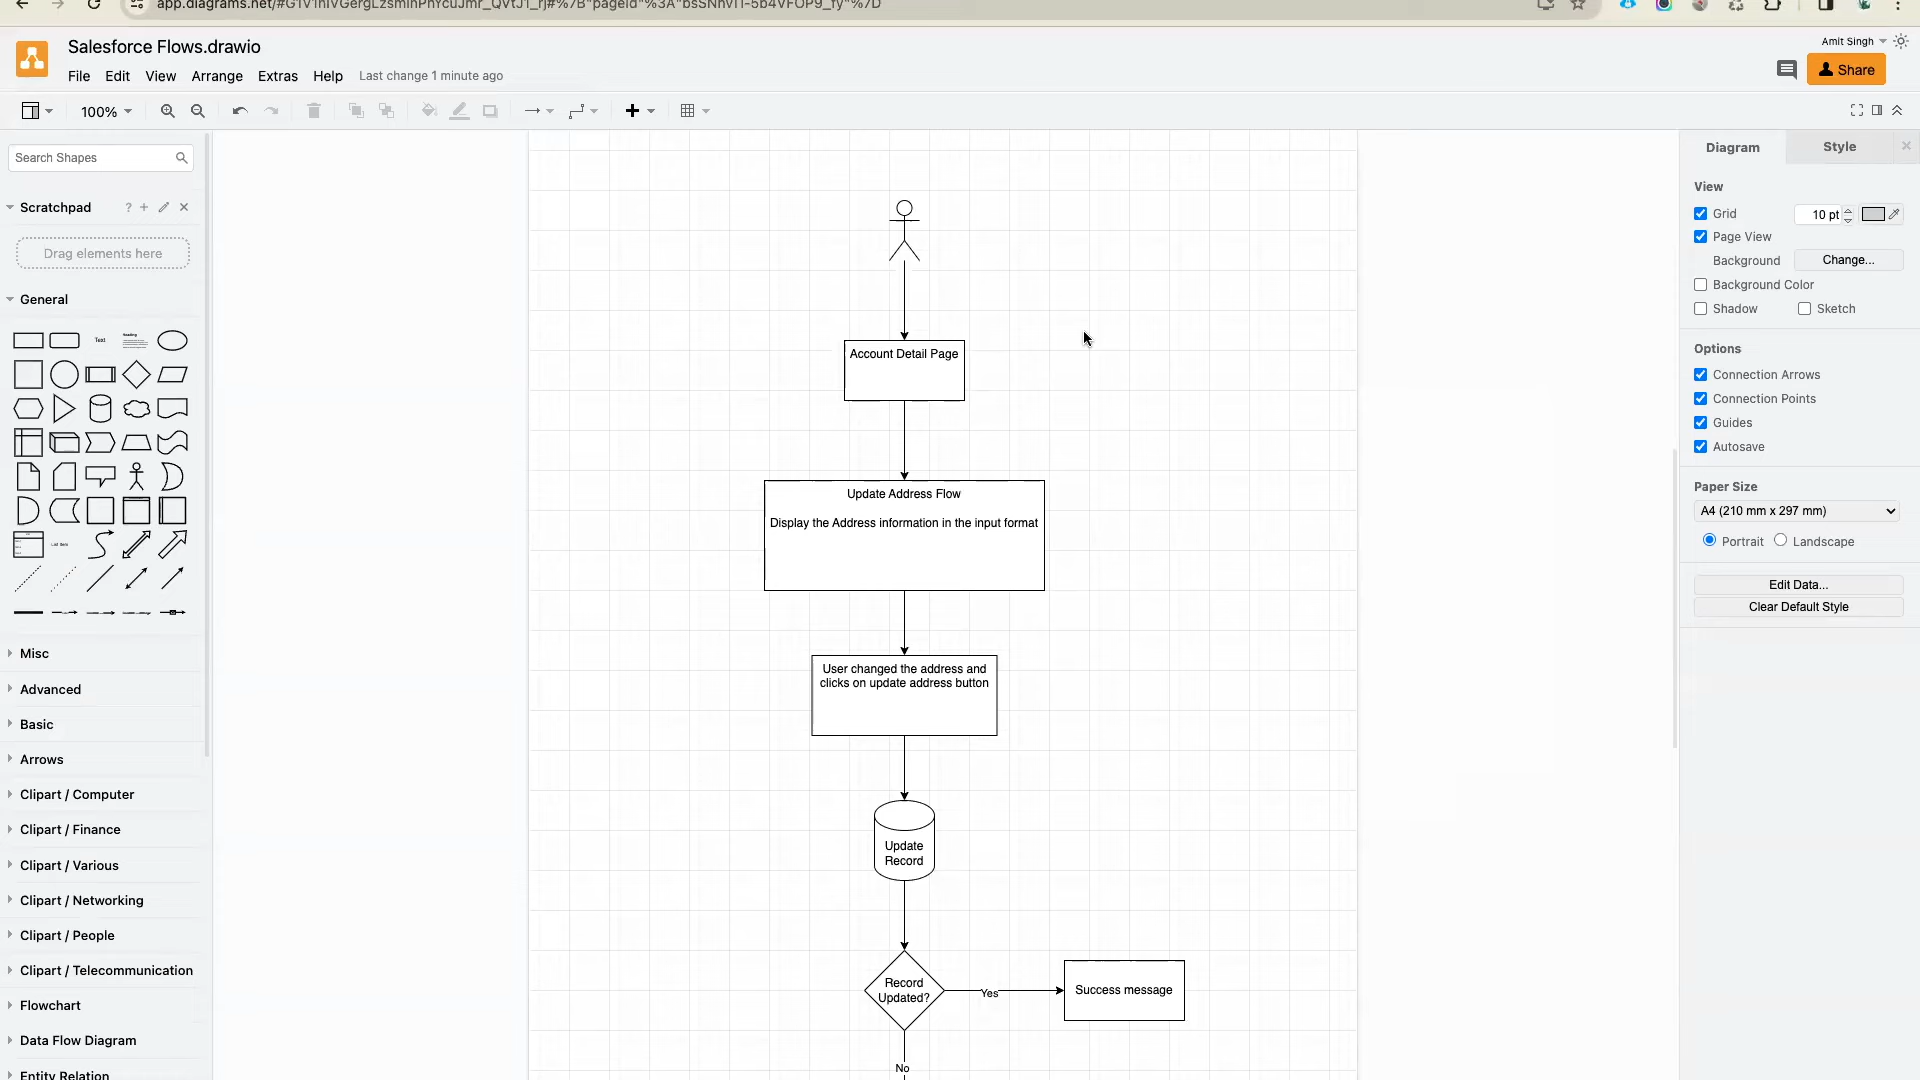 Salesforce Flows.drawio
Amit Singh
File Edit View Arrange Extras Help Last change 1 minute ago
Share
100%
Search Shapes
Diagram Style
View
Scratchpad
?
Grid 10 pt
Page View
Drag elements here
Background Change...
Background Color
General
Shadow Sketch
Text
Heading
Account Detail Page
Options
Connection Arrows
Connection Points
Guides
Autosave
Update Address Flow
Paper Size
Display the Address information in the input format
A4 (210 mm x 297 mm)
Portrait Landscape
List Item
Edit Data...
Clear Default Style
Misc
User changed the address and
clicks on update address button
Advanced
Basic
Arrows
Clipart / Computer
Clipart / Finance
Update
Record
Clipart / Various
Clipart / Networking
Clipart / People
Clipart / Telecommunication
Record
Updated?
Yes
Success message
Flowchart
Data Flow Diagram
No
Entity Relation